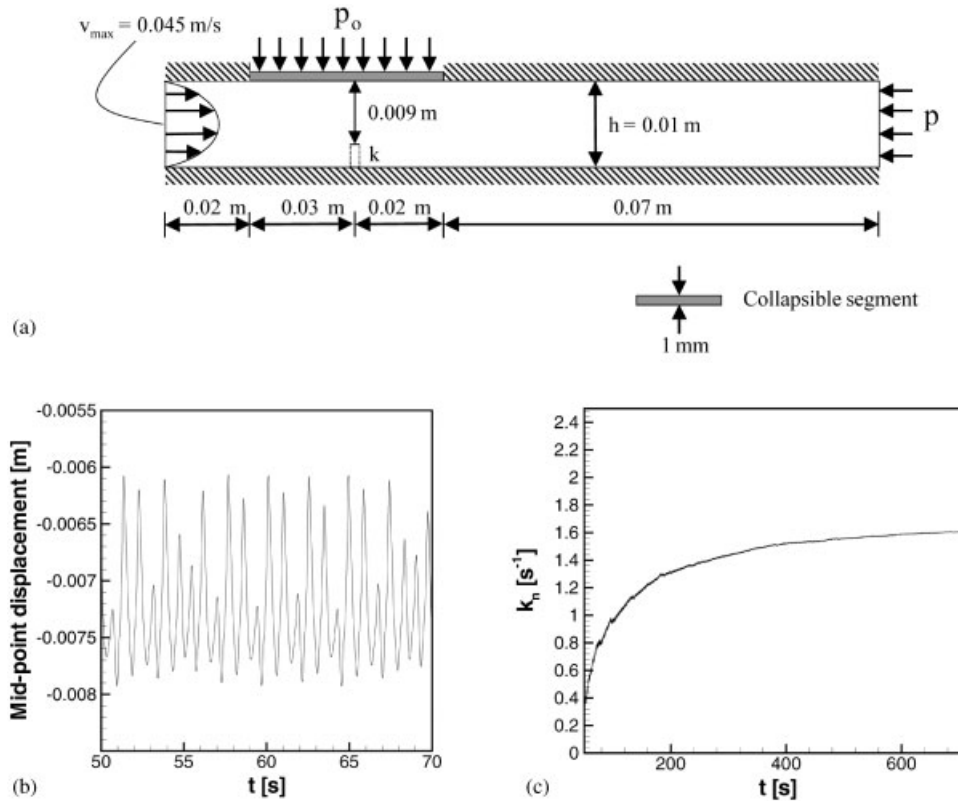 v_max = 0.045 m/s
p_o
0.009 m
h = 0.01 m
p
k
0.02 m
0.03 m
0.02 m
0.07 m
Collapsible segment
1 mm
(a)
Mid-point displacement [m]
-0.0055
-0.006
-0.0065
-0.007
-0.0075
-0.008
50
55
60
65
70
t [s]
(b)
k_n [s^-1]
2.4
2.2
2
1.8
1.6
1.4
1.2
1
0.8
0.6
0.4
0.2
0
200
400
600
t [s]
(c)